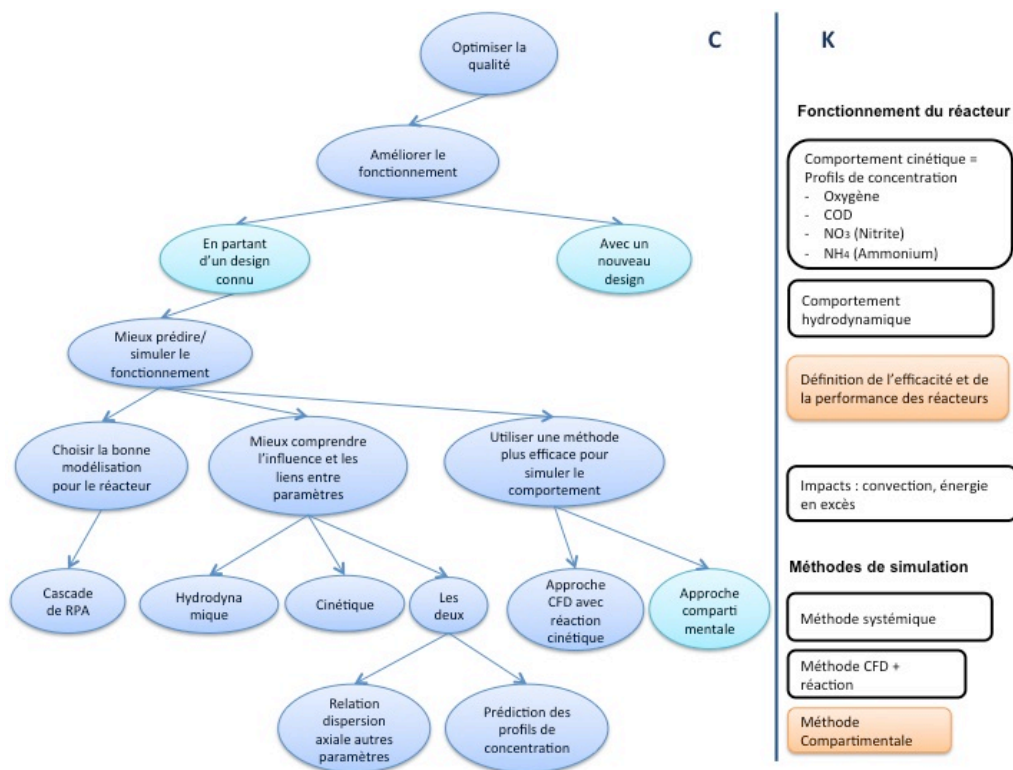 C
K
Optimiser la
qualité
Améliorer le
fonctionnement
En partant
d'un design
connu
Avec un
nouveau
design
Mieux prédire/
simuler le
fonctionnement
Choisir la bonne
modélisation
pour le réacteur
Mieux comprendre
l'influence et les
liens entre
paramètres
Utiliser une méthode
plus efficace pour
simuler le
comportement
Cascade
de RPA
Hydrodyna
mique
Cinétique
Les
deux
Approche
CFD avec
réaction
cinétique
Approche
comparti
mentale
Relation
dispersion
axiale autres
paramètres
Prédiction des
profils de
concentration
Fonctionnement du réacteur
Comportement cinétique =
Profils de concentration
- Oxygène
- COD
- NO3 (Nitrite)
- NH4 (Ammonium)
Comportement
hydrodynamique
Définition de l'efficacité et de
la performance des réacteurs
Impacts : convection, énergie
en excès
Méthodes de simulation
Méthode systémique
Méthode CFD +
réaction
Méthode
Compartimentale